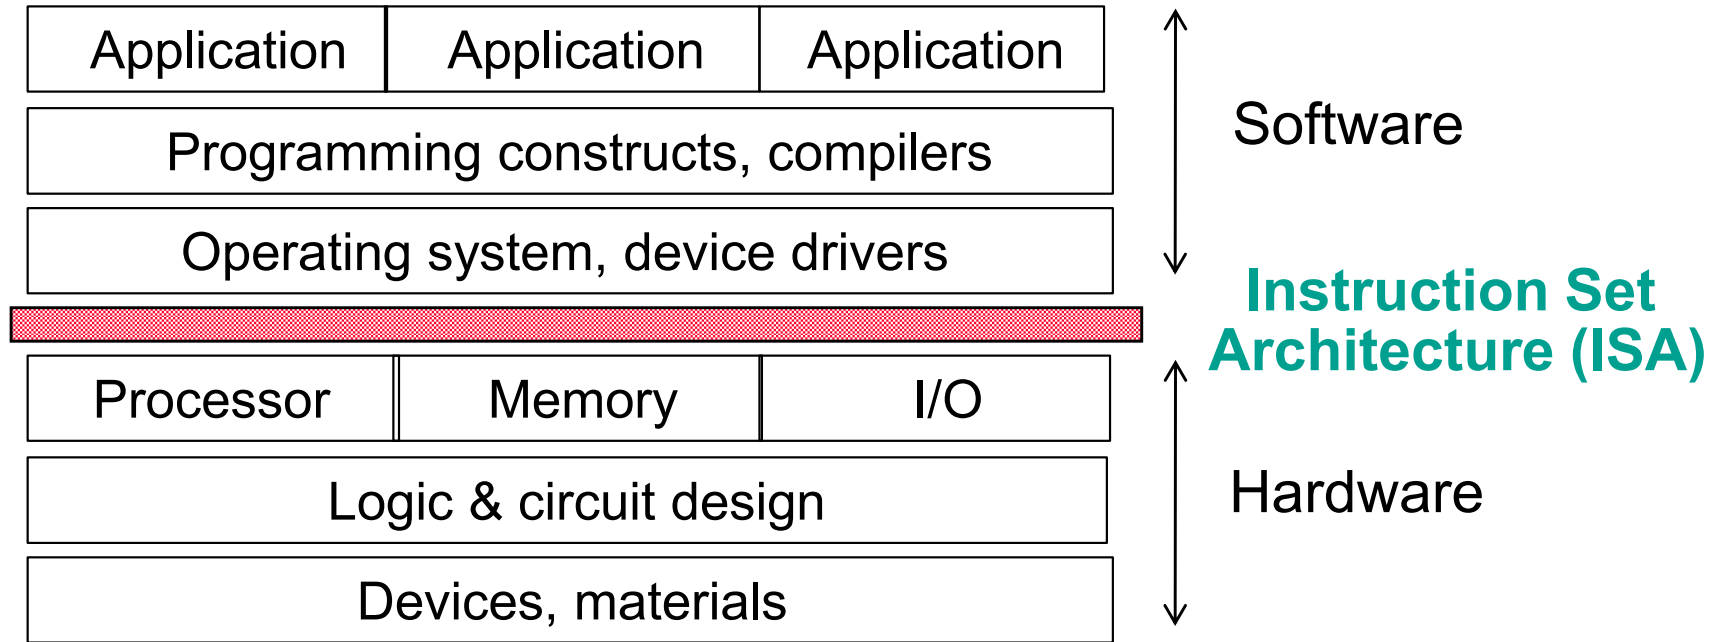 Application Application Application
Programming constructs, compilers
Operating system, device drivers
Software
Instruction Set
Architecture (ISA)
Processor Memory I/O
Logic & circuit design
Devices, materials
Hardware